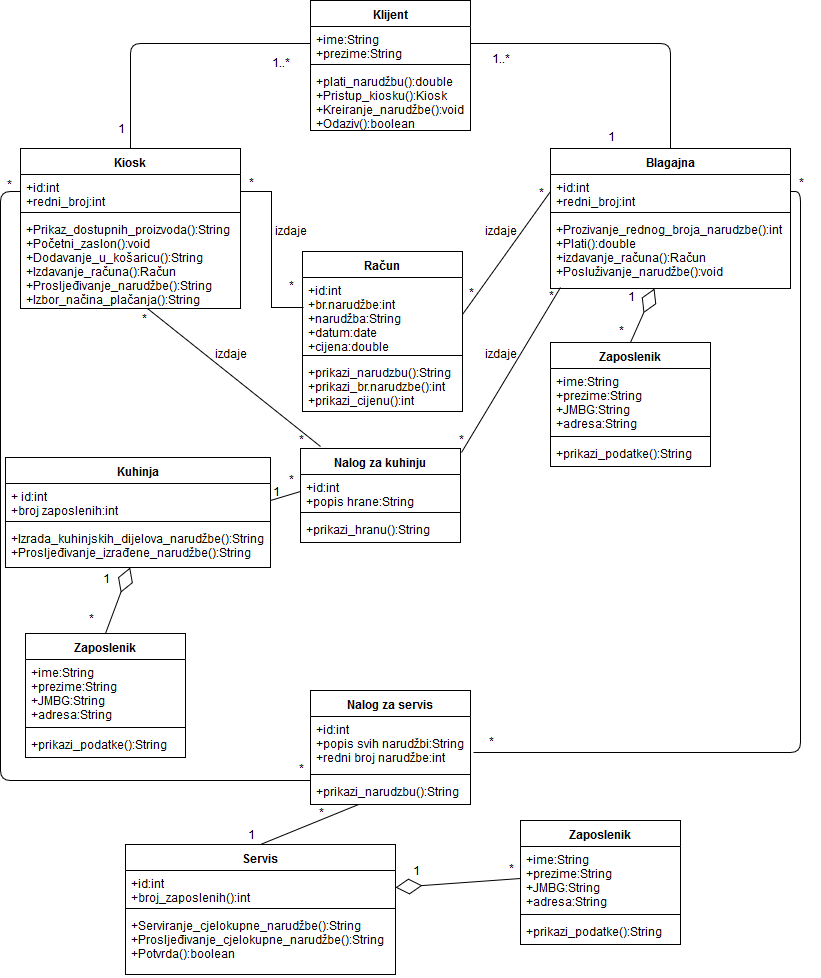 Klijent
+ime:String
+prezime:String
+plati_narudžbu():double
+Pristup_kiosku():Kiosk
+Kreiranje_narudžbe():void
+Odaziv():boolean
1..*
1..*
1
1
Kiosk
+id:int
+redni_broj:int
+Prikaz_dostupnih_proizvoda():String
+Početni_zaslon():void
+Dodavanje_u_košaricu():String
+Izdavanje_računa():Račun
+Prosljeđivanje_narudžbe():String
+Izbor_načina_plačanja():String
*
*
izdaje
*
Račun
+id:int
+br.narudžbe:int
+narudžba:String
+datum:date
+cijena:double
+prikazi_narudzbu():String
+prikazi_br.narudzbe():int
+prikazi_cijenu():int
*
izdaje
*
Blagajna
+id:int
+redni_broj:int
+Prozivanje_rednog_broja_narudzbe():int
+Plati():double
+izdavanje_računa():Račun
+Posluživanje_narudžbe():void
*
1
*
Zaposlenik
+ime:String
+prezime:String
+JMBG:String
+adresa:String
+prikazi_podatke():String
*
izdaje
*
*
izdaje
*
Nalog za kuhinju
+id:int
+popis hrane:String
+prikazi_hranu():String
*
1
Kuhinja
+ id:int
+broj zaposlenih:int
+Izrada_kuhinjskih_dijelova_narudžbe():String
+Prosljeđivanje_izrađene_narudžbe():String
1
*
Zaposlenik
+ime:String
+prezime:String
+JMBG:String
+adresa:String
+prikazi_podatke():String
Nalog za servis
+id:int
+popis svih narudžbi:String
+redni broj narudžbe:int
+prikazi_narudzbu():String
*
*
*
1
Servis
+id:int
+broj_zaposlenih():int
+Serviranje_cjelokupne_narudžbe():String
+Prosljeđivanje_cjelokupne_narudžbe():String
+Potvrda():boolean
1
*
Zaposlenik
+ime:String
+prezime:String
+JMBG:String
+adresa:String
+prikazi_podatke():String